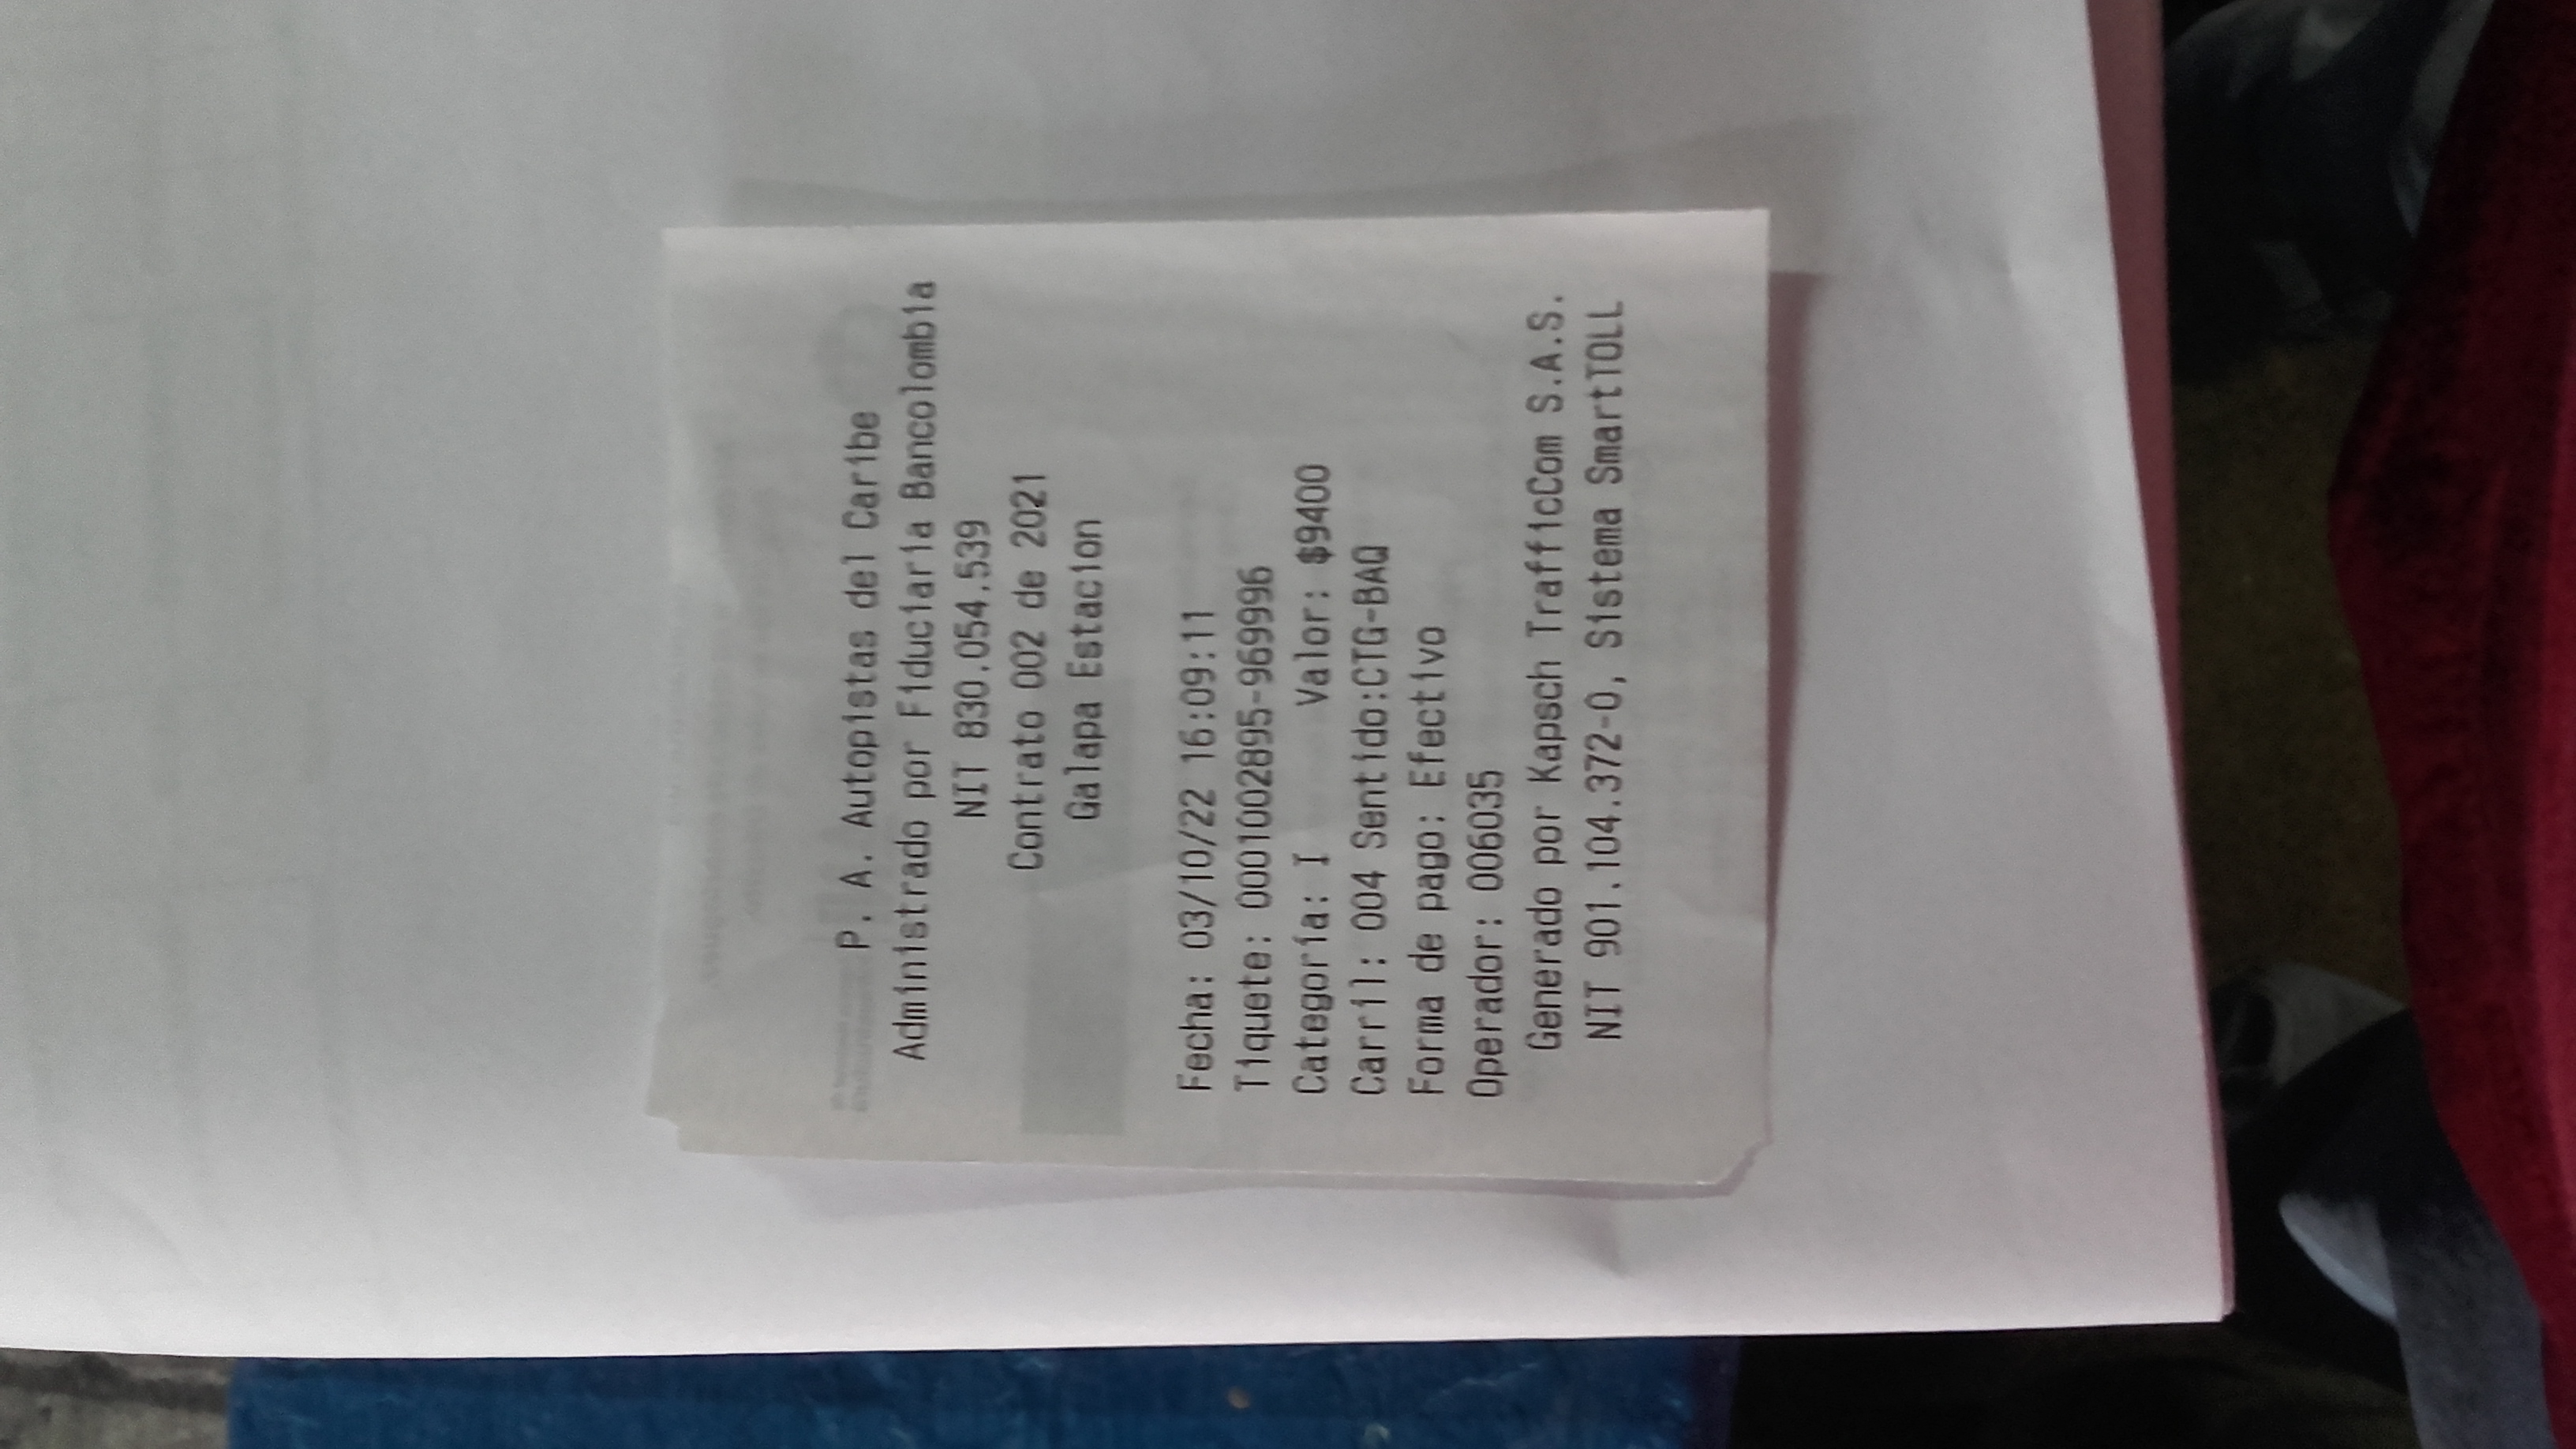 P. A. Autopistas del Caribe
Administrado por Fiduciaria Bancolombia
NIT 830.054.539
Contrato 002 de 2021
Galapa Estacion
Fecha: 03/10/22 16:09:11
Tiquete: 00010002895-969996
Categoría: I Valor: $9400
Carril: 004 Sentido:CTG-BAQ
Forma de pago: Efectivo
Operador: 006035
Generado por Kapsch TrafficCom S.A.S.
NIT 901.104.372-0, Sistema SmartTOLL